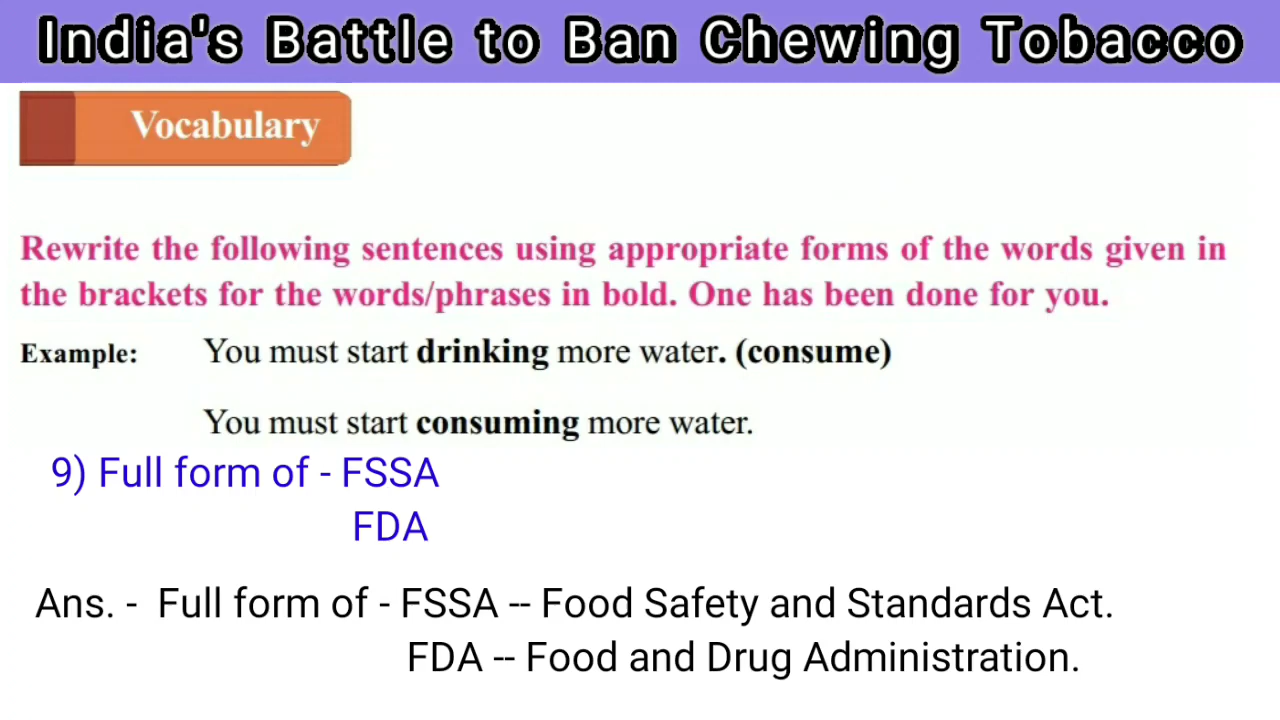 India's Battle to Ban Chewing Tobacco
Vocabulary
Rewrite the following sentences using appropriate forms of the words given in
the brackets for the words/phrases in bold. One has been done for you.
Example: You must start drinking more water. (consume)
You must start consuming more water.
9) Full form of - FSSA
FDA
Ans. - Full form of - FSSA -- Food Safety and Standards Act.
FDA -- Food and Drug Administration.